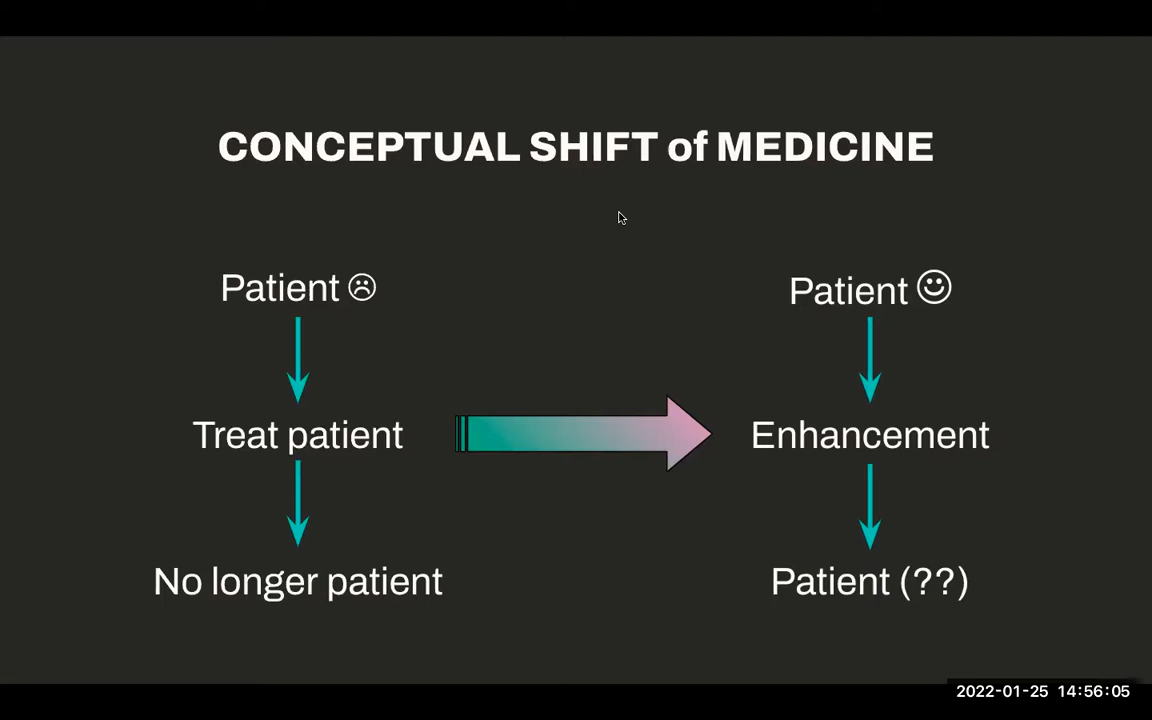 CONCEPTUAL SHIFT of MEDICINE
Patient ☹
Treat patient
No longer patient
Patient ☺
Enhancement
Patient (??)
2022-01-25 14:56:05